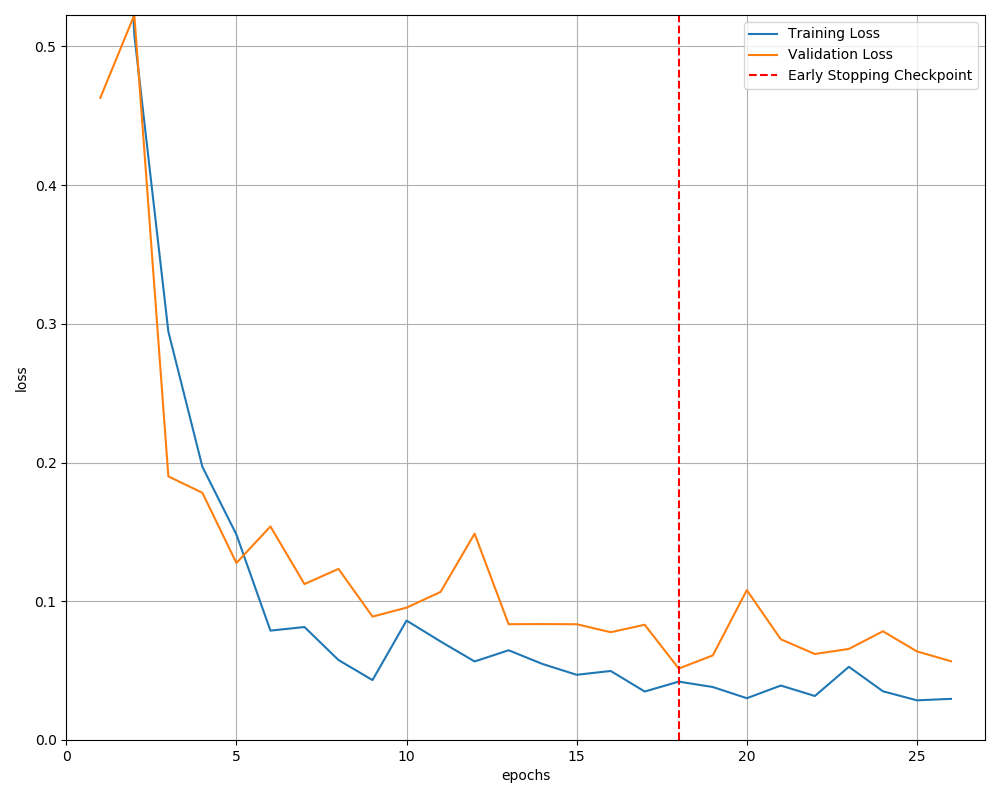 Training Loss
Validation Loss
Early Stopping Checkpoint
0.5
0.4
0.3
0.2
0.1
0.0
loss
0 5 10 15 20 25
epochs